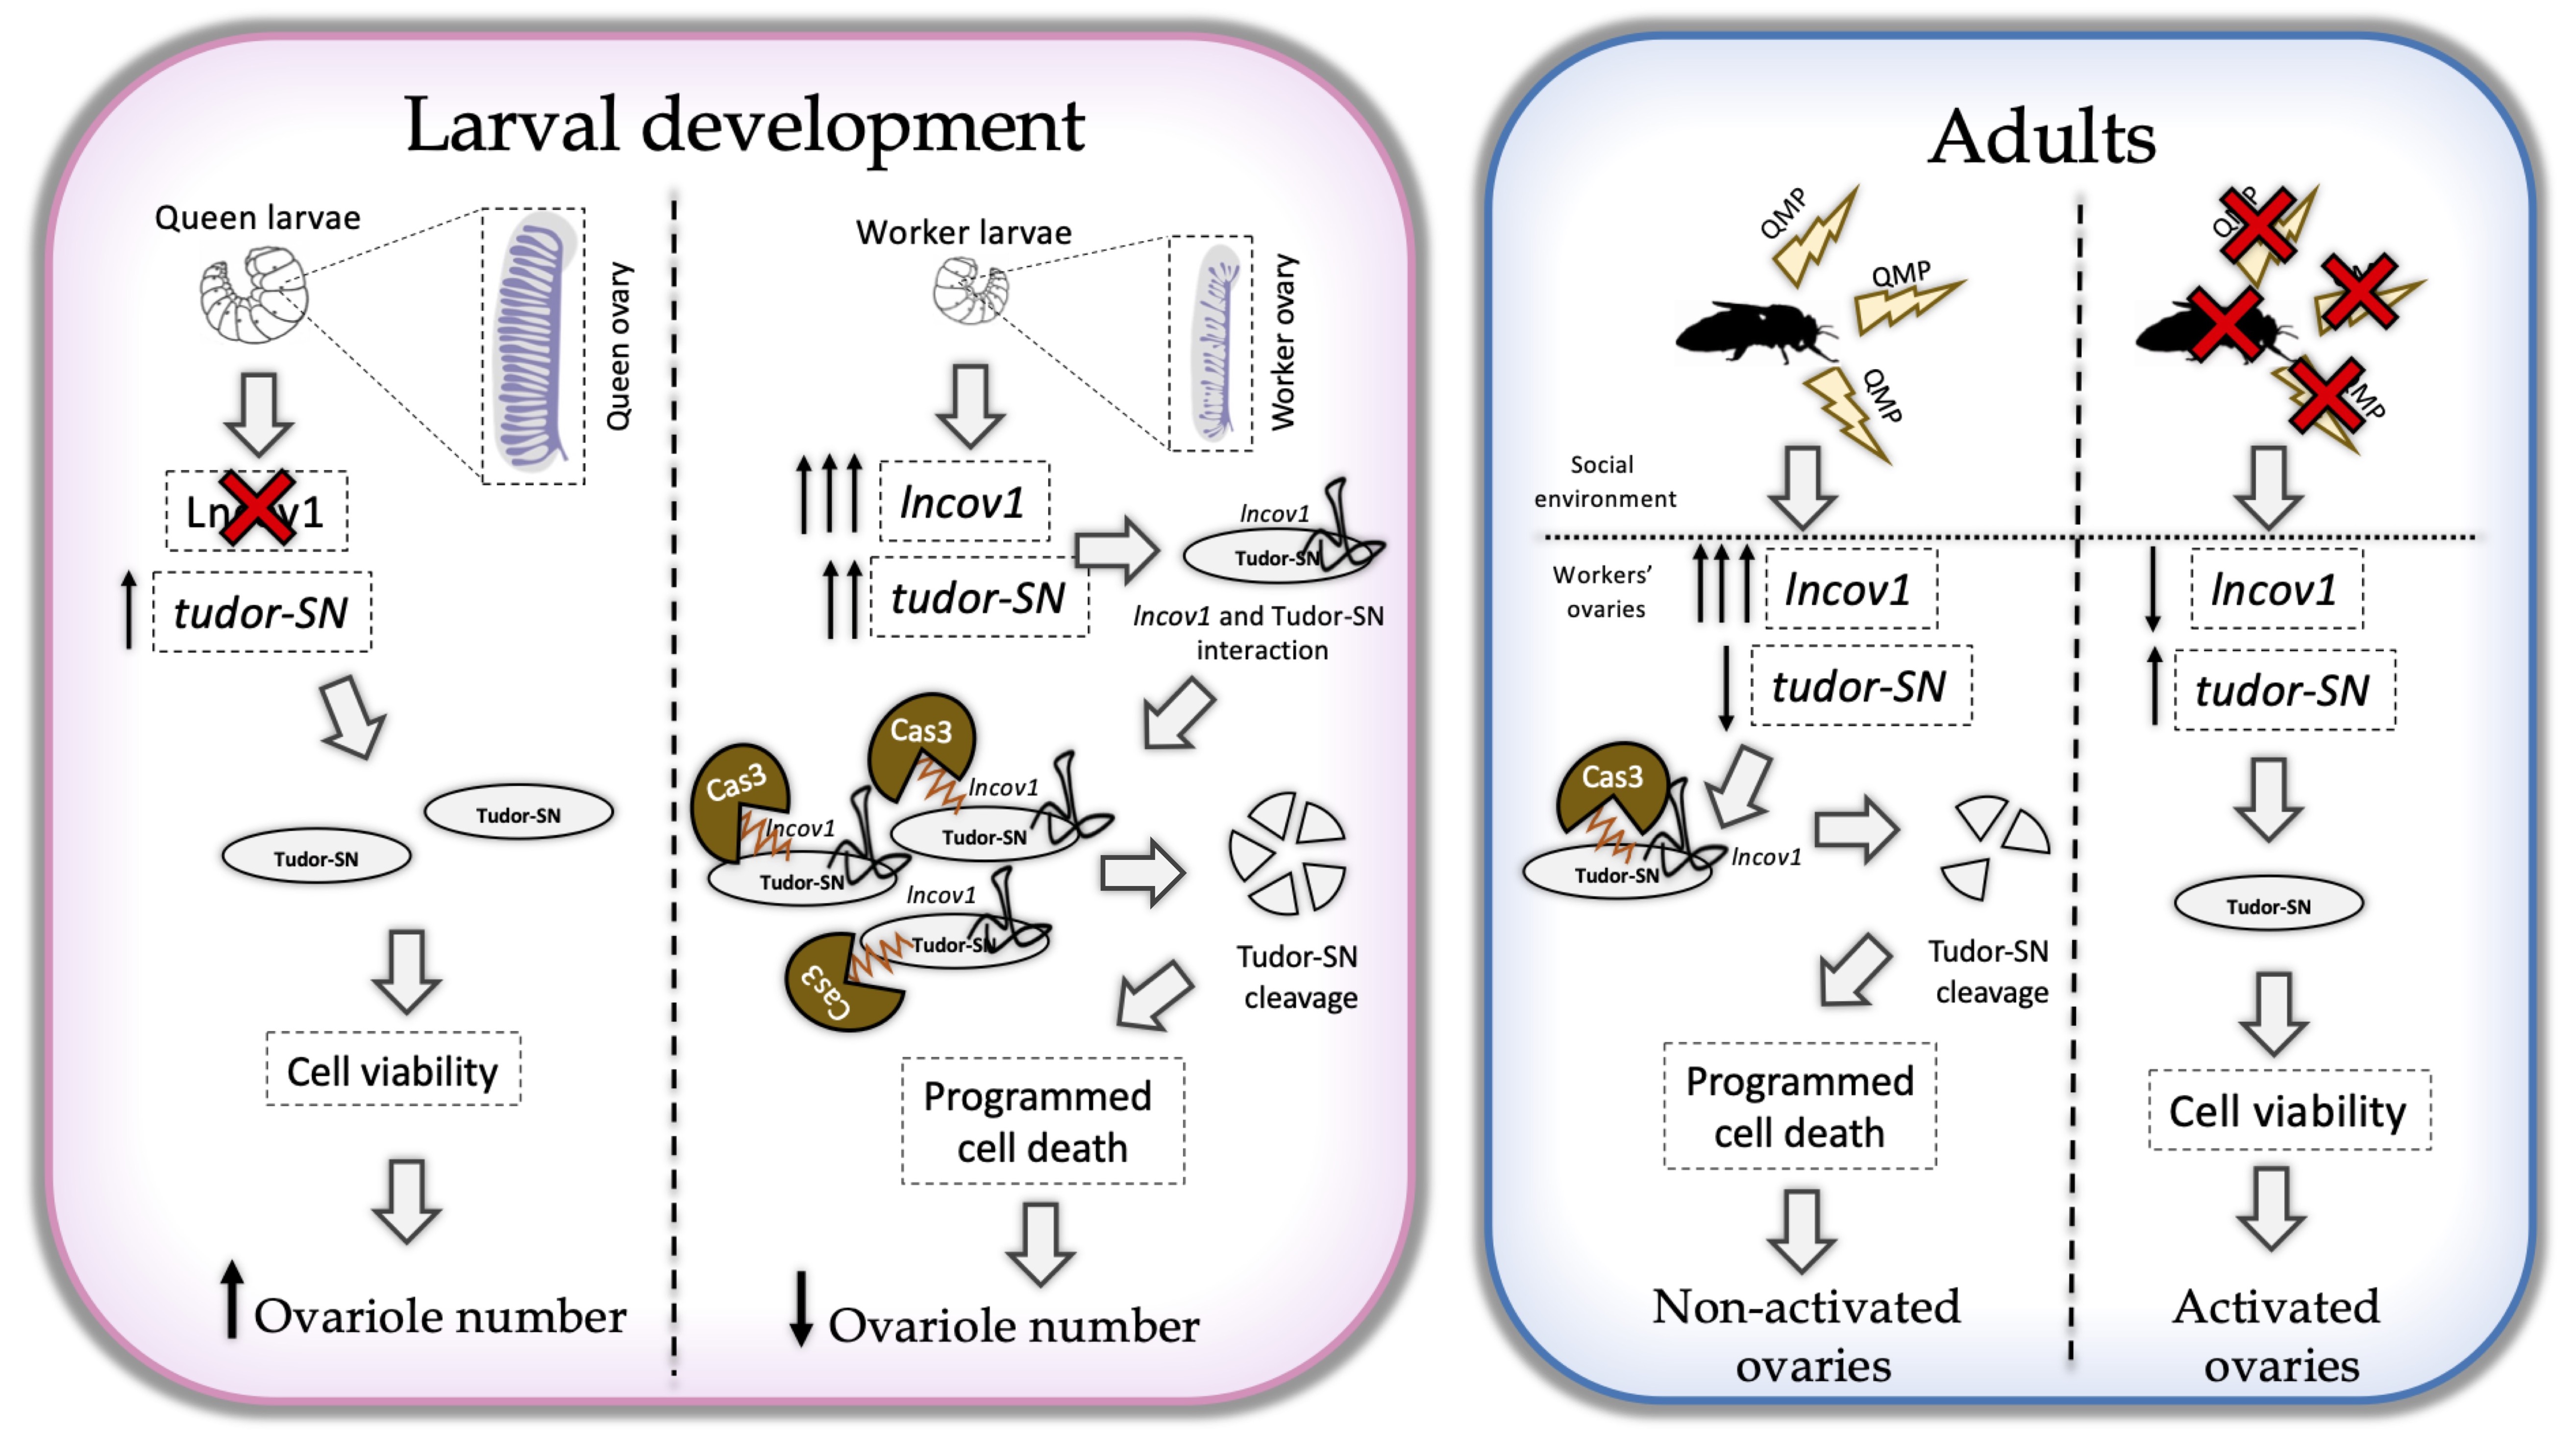 Larval development
Queen larvae
Queen ovary
tudor-SN
Tudor-SN
Tudor-SN
Cell viability
Ovariole number
Worker larvae
Worker ovary
lncov1
tudor-SN
lncov1
Tudor-SN
lncov1 and Tudor-SN
interaction
Cas3
lncov1
Tudor-SN
Cas3
lncov1
Tudor-SN
Cas3
lncov1
Tudor-SN
Tudor-SN
cleavage
Programmed
cell death
Ovariole number
Adults
QMP
QMP
QMP
Social
environment
Workers’
ovaries
lncov1
tudor-SN
Cas3
Tudor-SN
lncov1
Tudor-SN
cleavage
Programmed
cell death
Non-activated
ovaries
lncov1
tudor-SN
Tudor-SN
Cell viability
Activated
ovaries